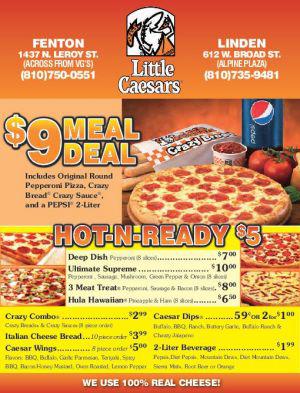 FENTON
1437 N. LEROY ST.
(ACROSS FROM VG'S)
(810)750-0551
LINDEN
612 W. BROAD ST.
(ALPINE PLAZA)
(810)735-9481
Little
Caesars®
$9 MEAL
DEAL
Includes Original Round
Pepperoni Pizza, Crazy
Bread® Crazy Sauce®,
and a PEPSI® 2-Liter
Crazy Bread
pepsi
HOT-N-READY $5
Deep Dish Pepperoni (8 slices) $7.00
Ultimate Supreme $10.00
Pepperoni, Sausage, Mushroom, Green Pepper & Onion (8 slices)
3 Meat Treat® Pepperoni, Sausage & Bacon (8 slices) $8.00
Hula Hawaiian® Pineapple & Ham (8 slices) $6.50
Crazy Combo® $2.99
Crazy Bread® & Crazy Sauce (8 piece order)
Italian Cheese Bread 10 piece order $3.99
Caesar Wings 8 piece order $5.00
Flavors: BBQ, Buffalo, Garlic Parmesan, Teriyaki, Spicy
BBQ, Bacon Honey Mustard, Oven Roasted, Lemon Pepper
Caesar Dips® 59¢ OR 2 for $1.00
Buffalo, BBQ, Ranch, Buttery Garlic, Buffalo Ranch &
Cheezy Jalapeno
2-Liter Beverage $1.99
Pepsi, Diet Pepsi, Mountain Dew, Diet Mountain Dew,
Sierra Mist, Root Beer or Orange
WE USE 100% REAL CHEESE!